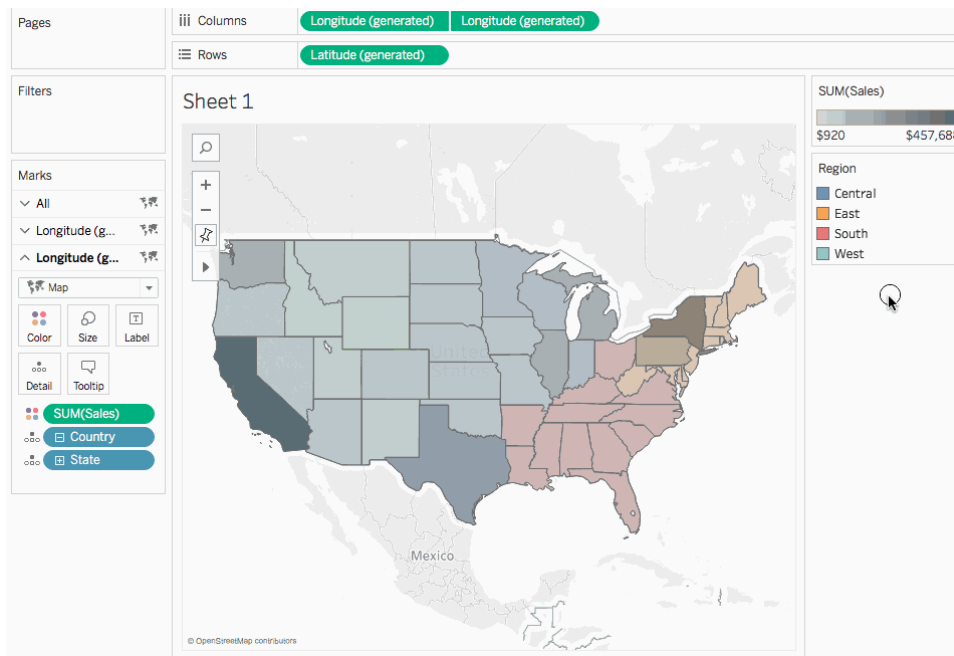 Pages
Columns
Longitude (generated)
Longitude (generated)
Rows
Latitude (generated)
Filters
Sheet 1
SUM(Sales)
$920
$457,688
Region
Central
East
South
West
Marks
All
Longitude (g...
Longitude (g...
Map
Color
Size
Label
Detail
Tooltip
SUM(Sales)
Country
State
United
States
Mexico
© OpenStreetMap contributors